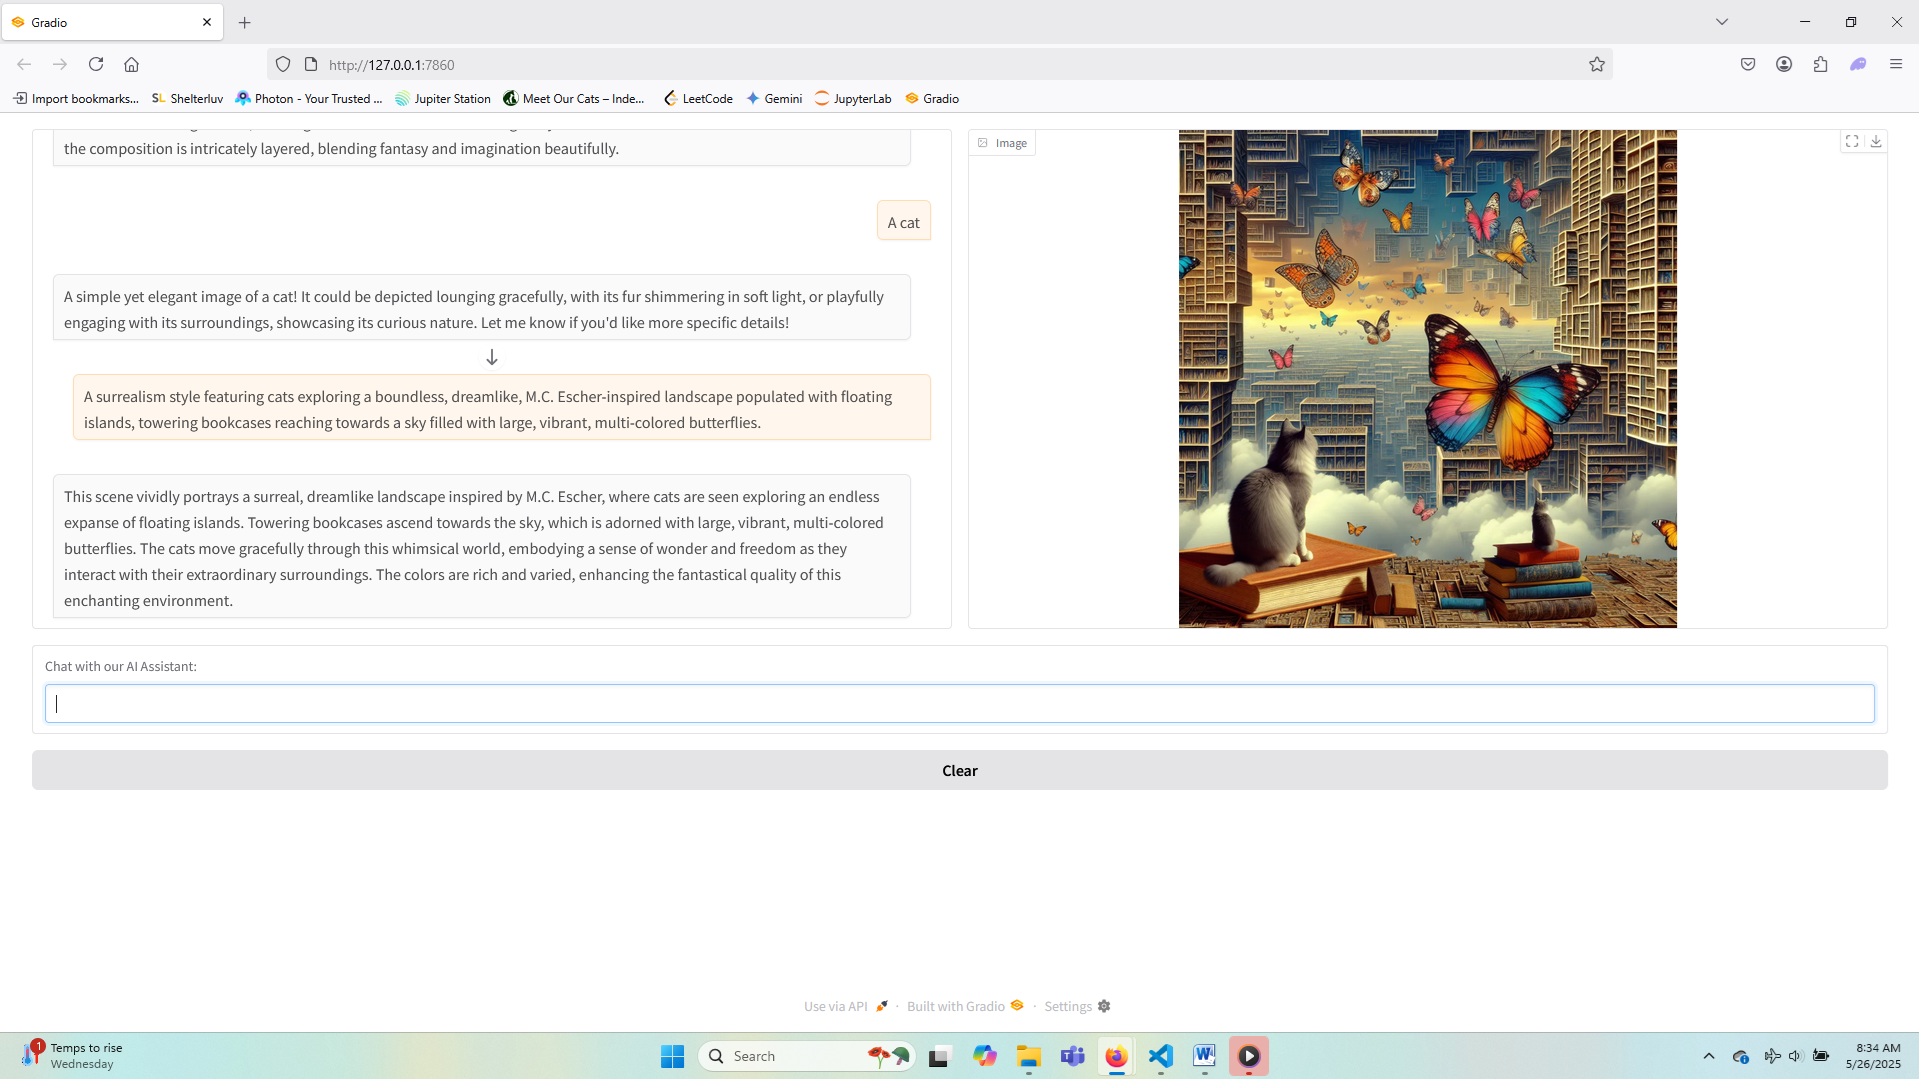 Gradio
http://127.0.0.1:7860
Import bookmarks...
SL Shelterluv
Photon - Your Trusted ...
Jupiter Station
Meet Our Cats – Inde...
LeetCode
Gemini
JupyterLab
Gradio
the composition is intricately layered, blending fantasy and imagination beautifully.
A cat
A simple yet elegant image of a cat! It could be depicted lounging gracefully, with its fur shimmering in soft light, or playfully
engaging with its surroundings, showcasing its curious nature. Let me know if you'd like more specific details!
A surrealism style featuring cats exploring a boundless, dreamlike, M.C. Escher-inspired landscape populated with floating
islands, towering bookcases reaching towards a sky filled with large, vibrant, multi-colored butterflies.
This scene vividly portrays a surreal, dreamlike landscape inspired by M.C. Escher, where cats are seen exploring an endless
expanse of floating islands. Towering bookcases ascend towards the sky, which is adorned with large, vibrant, multi-colored
butterflies. The cats move gracefully through this whimsical world, embodying a sense of wonder and freedom as they
interact with their extraordinary surroundings. The colors are rich and varied, enhancing the fantastical quality of this
enchanting environment.
Image
Chat with our AI Assistant:
Clear
Use via API · Built with Gradio · Settings
1
Temps to rise
Wednesday
Search
8:34 AM
5/26/2025